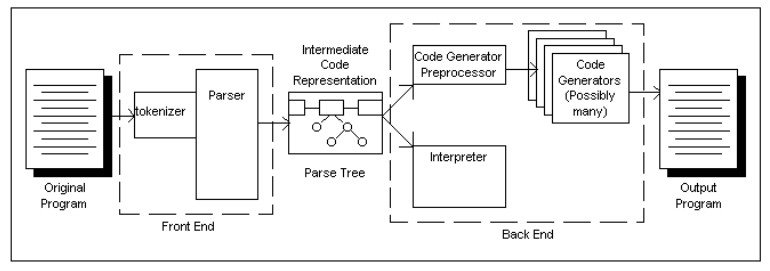 Original
Program
tokenizer
Parser
Front End
Intermediate
Code
Representation
Parse Tree
Code Generator
Preprocessor
Interpreter
Code
Generators
(Possibly
many)
Back End
Output
Program